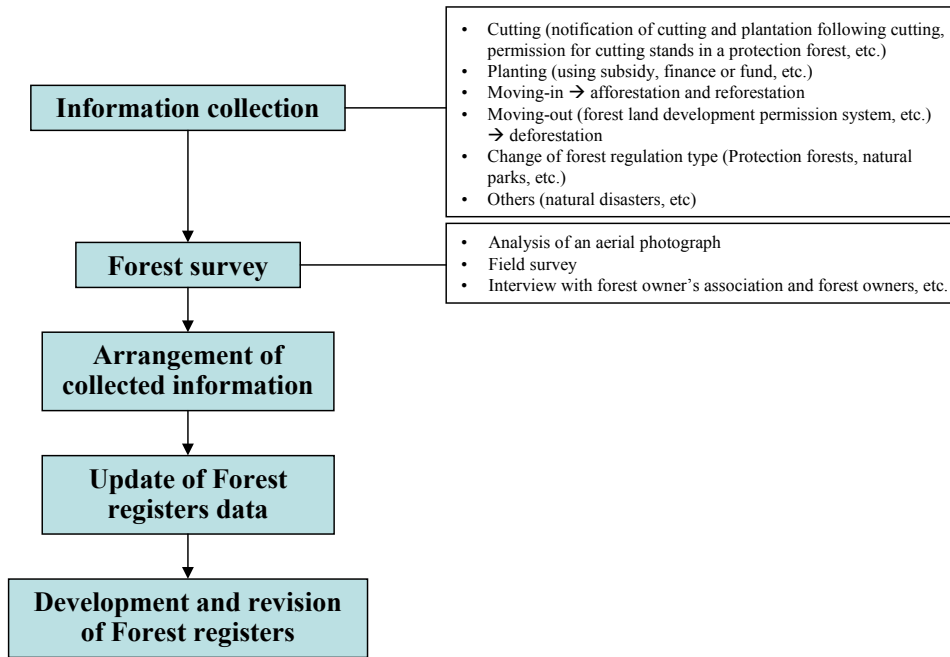 Information collection
• Cutting (notification of cutting and plantation following cutting,
permission for cutting stands in a protection forest, etc.)
• Planting (using subsidy, finance or fund, etc.)
• Moving-in → afforestation and reforestation
• Moving-out (forest land development permission system, etc.)
→ deforestation
• Change of forest regulation type (Protection forests, natural
parks, etc.)
• Others (natural disasters, etc)
Forest survey
• Analysis of an aerial photograph
• Field survey
• Interview with forest owner's association and forest owners, etc.
Arrangement of
collected information
Update of Forest
registers data
Development and revision
of Forest registers